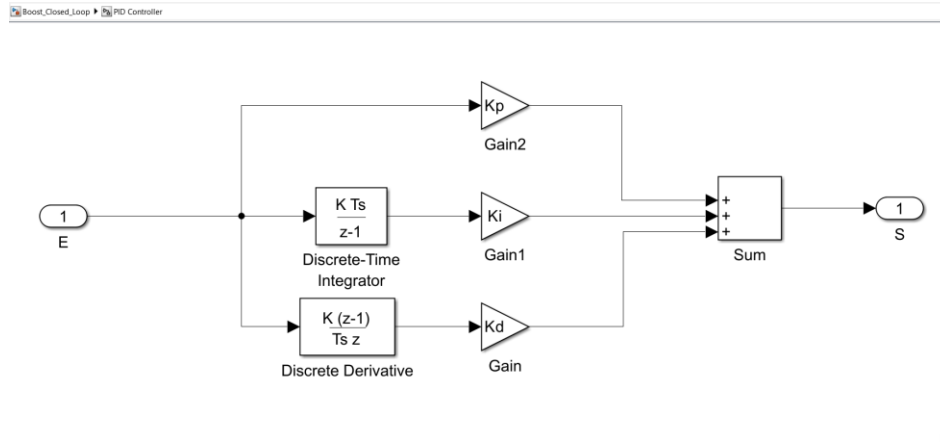 Boost_Closed_Loop ▶ PID Controller
Kp
Gain2
1
E
K Ts
z-1
Discrete-Time
Integrator
Ki
Gain1
+
+
+
Sum
1
S
K (z-1)
Ts z
Discrete Derivative
Kd
Gain